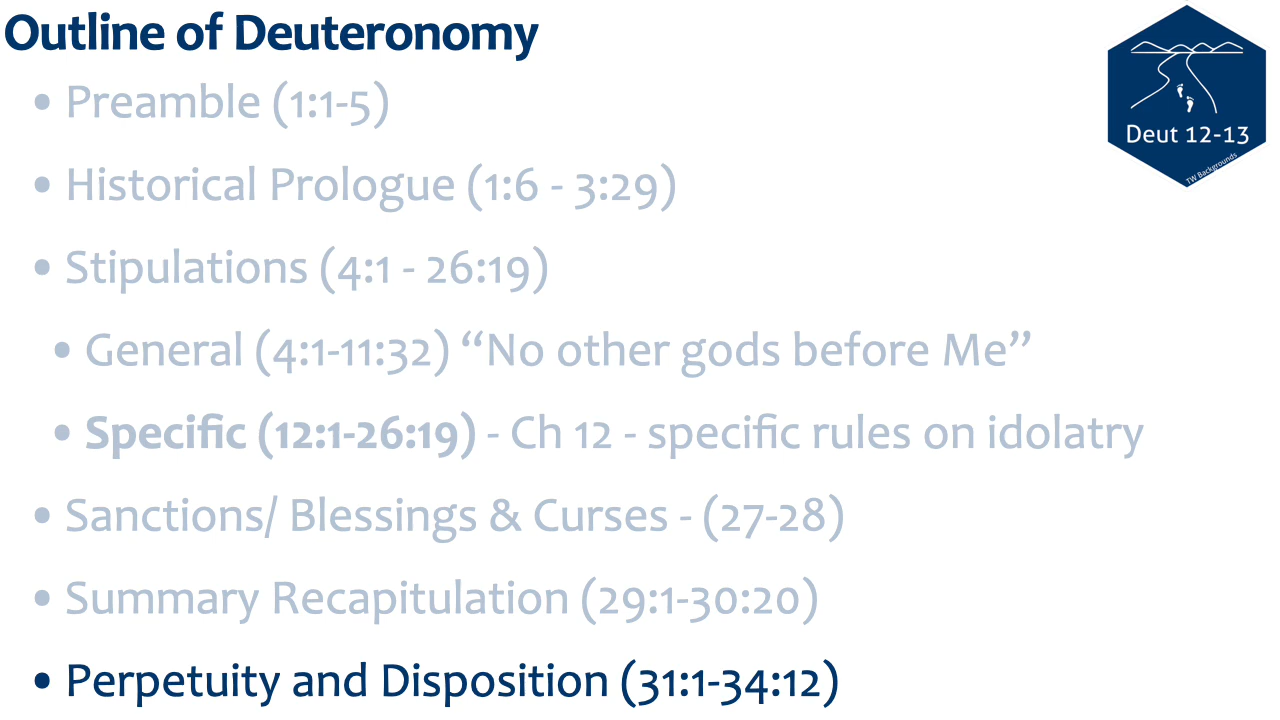 Outline of Deuteronomy
• Preamble (1:1-5)
• Historical Prologue (1:6 - 3:29)
• Stipulations (4:1 - 26:19)
• General (4:1-11:32) “No other gods before Me”
• Specific (12:1-26:19) - Ch 12 - specific rules on idolatry
• Sanctions/ Blessings & Curses - (27-28)
• Summary Recapitulation (29:1-30:20)
• Perpetuity and Disposition (31:1-34:12)
Deut 12-13
TW Backgrounds